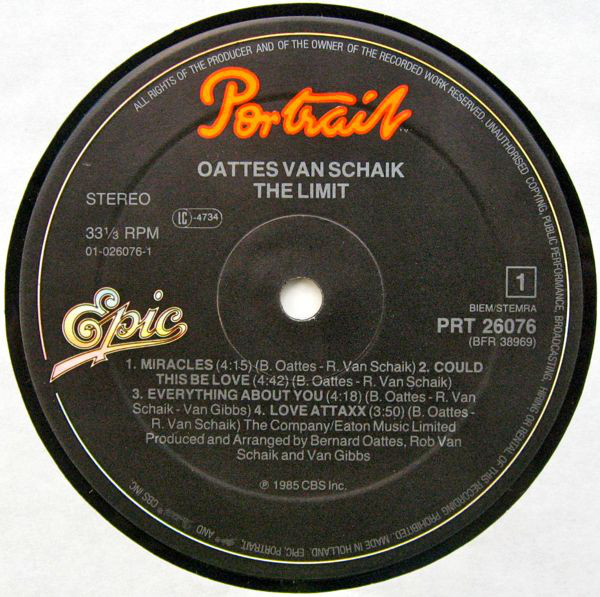 ALL RIGHTS OF THE PRODUCER AND OF THE OWNER OF THE RECORDED WORK RESERVED. UNAUTHORISED COPYING, PUBLIC PERFORMANCE, BROADCASTING, HIRING OR RENTAL OF THIS RECORDING PROHIBITED. MADE IN HOLLAND.
Portrait
OATTES VAN SCHAIK
THE LIMIT
STEREO
LC-4734
33⅓ RPM
01-026076-1
1
BIEM/STEMRA
PRT 26076
(BFR 38969)
Epic
1. MIRACLES (4:15) (B. Oattes - R. Van Schaik) 2. COULD
THIS BE LOVE (4:42) (B. Oattes - R. Van Schaik)
3. EVERYTHING ABOUT YOU (4:18) (B. Oattes - R. Van
Schaik - Van Gibbs) 4. LOVE ATTAXX (3:50) (B. Oattes -
R. Van Schaik) The Company/Eaton Music Limited
Produced and Arranged by Bernard Oattes, Rob Van
Schaik and Van Gibbs
℗ 1985 CBS Inc.
EPIC, PORTRAIT,
AND
CBS INC.